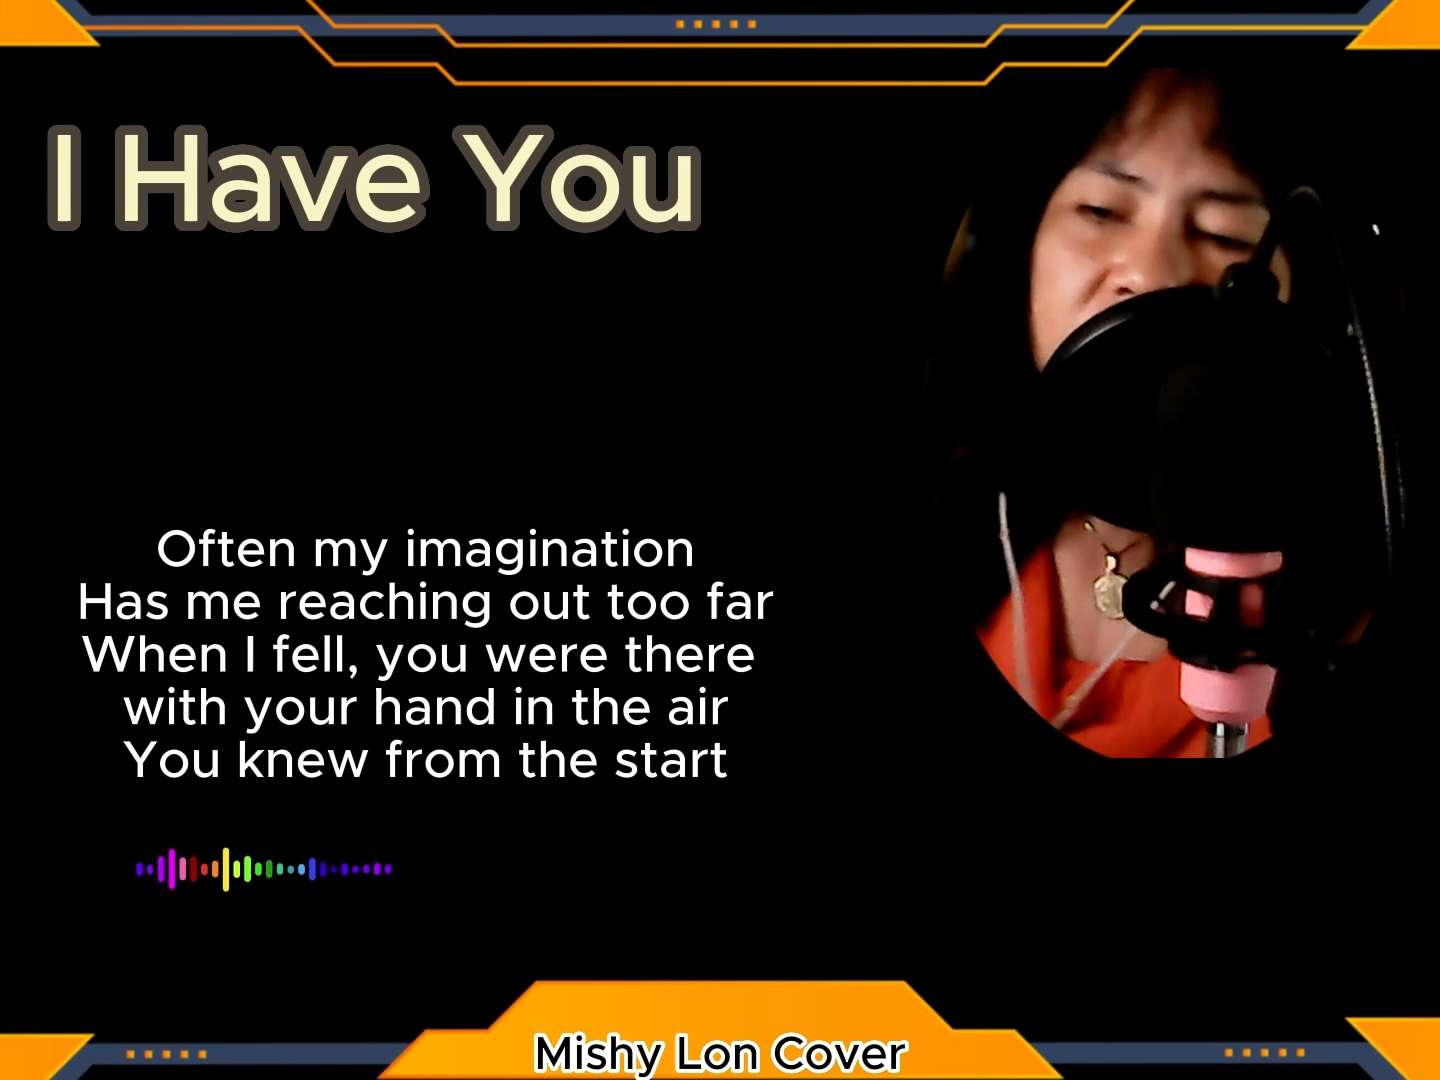 I Have You
Often my imagination
Has me reaching out too far
When I fell, you were there
with your hand in the air
You knew from the start
Mishy Lon Cover